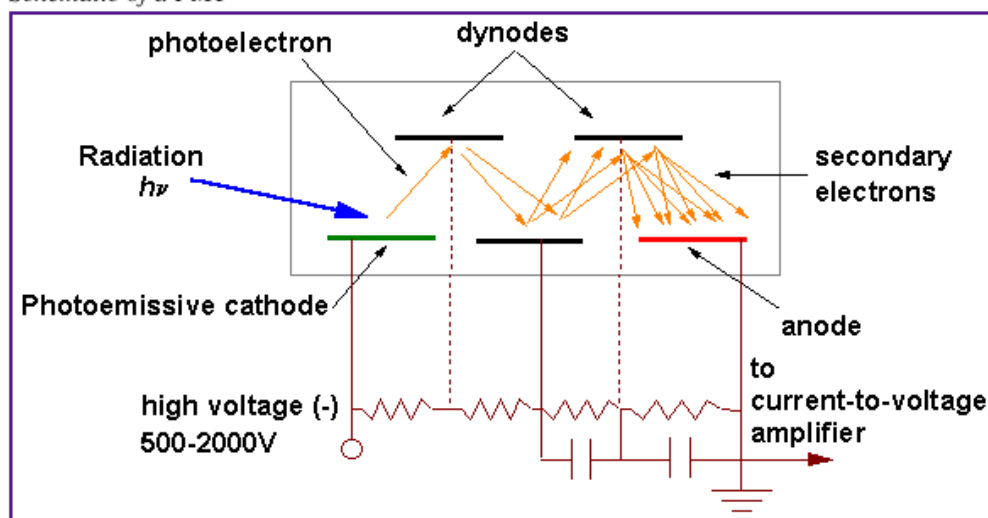 photoelectron
dynodes
Radiation
hν
secondary
electrons
Photoemissive cathode
anode
high voltage (-)
500-2000V
to
current-to-voltage
amplifier